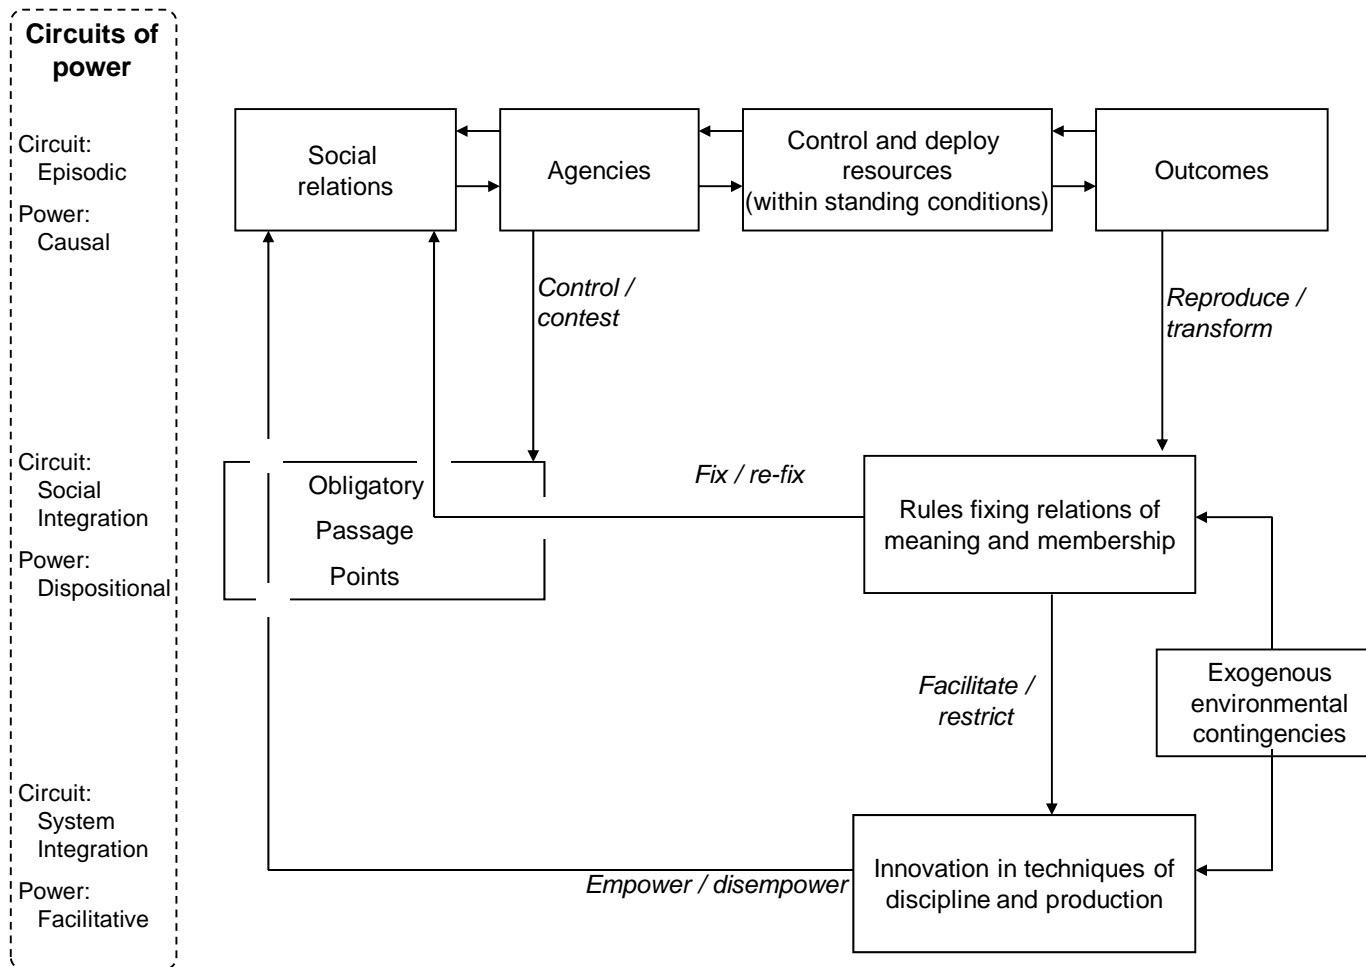 Circuits of
power
Circuit:
Episodic
Power:
Causal
Social
relations
Agencies
Control and deploy
resources
(within standing conditions)
Outcomes
Control /
contest
Reproduce /
transform
Circuit:
Social
Integration
Power:
Dispositional
Obligatory
Passage
Points
Fix / re-fix
Rules fixing relations of
meaning and membership
Facilitate /
restrict
Exogenous
environmental
contingencies
Circuit:
System
Integration
Power:
Facilitative
Empower / disempower
Innovation in techniques of
discipline and production